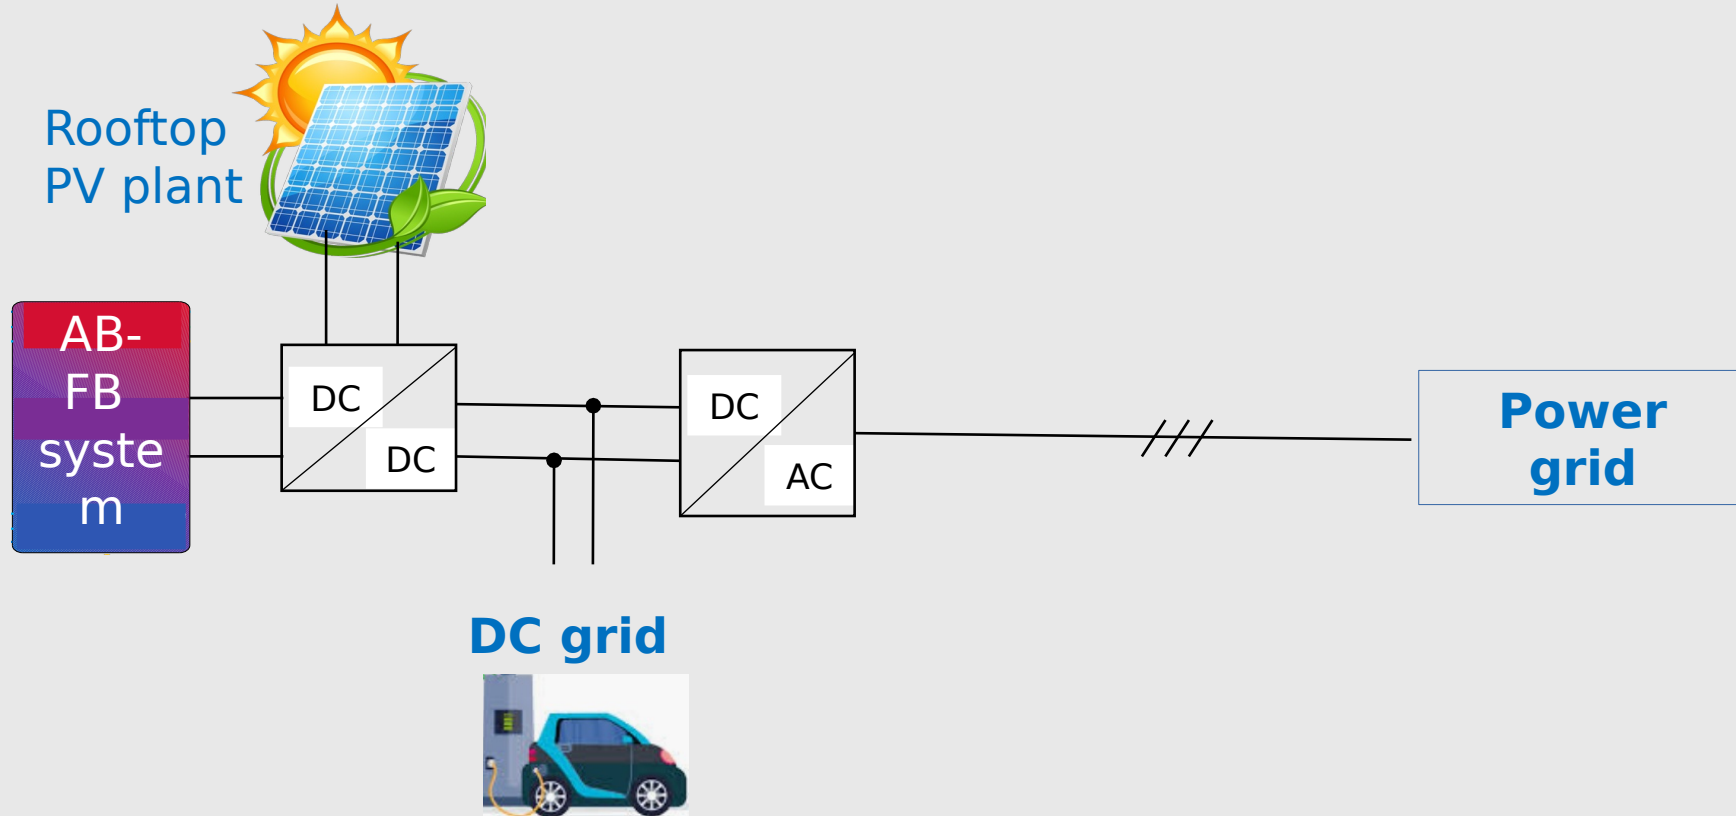 Rooftop
PV plant
AB-
FB
syste
m
DC
DC
DC
AC
Power
grid
DC grid